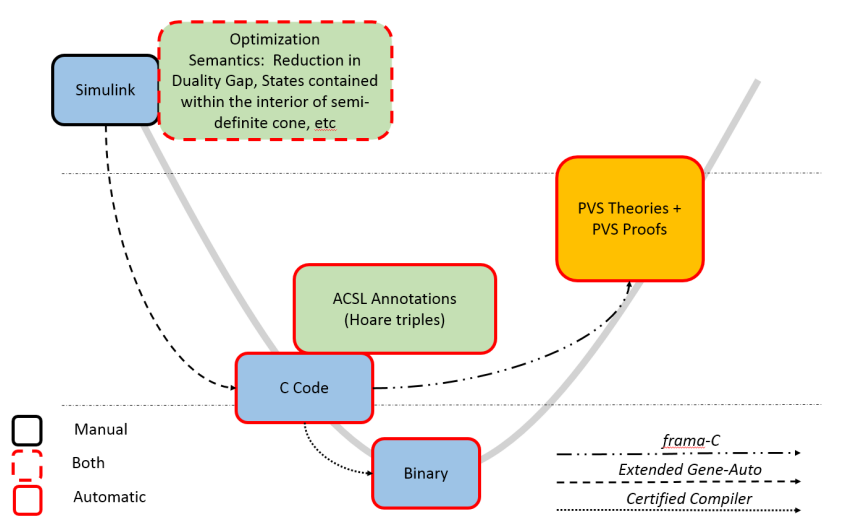 Optimization
Semantics: Reduction in
Duality Gap, States contained
within the interior of semi-
definite cone, etc
Simulink
PVS Theories +
PVS Proofs
ACSL Annotations
(Hoare triples)
C Code
Binary
Manual
Both
Automatic
frama-C
Extended Gene-Auto
Certified Compiler